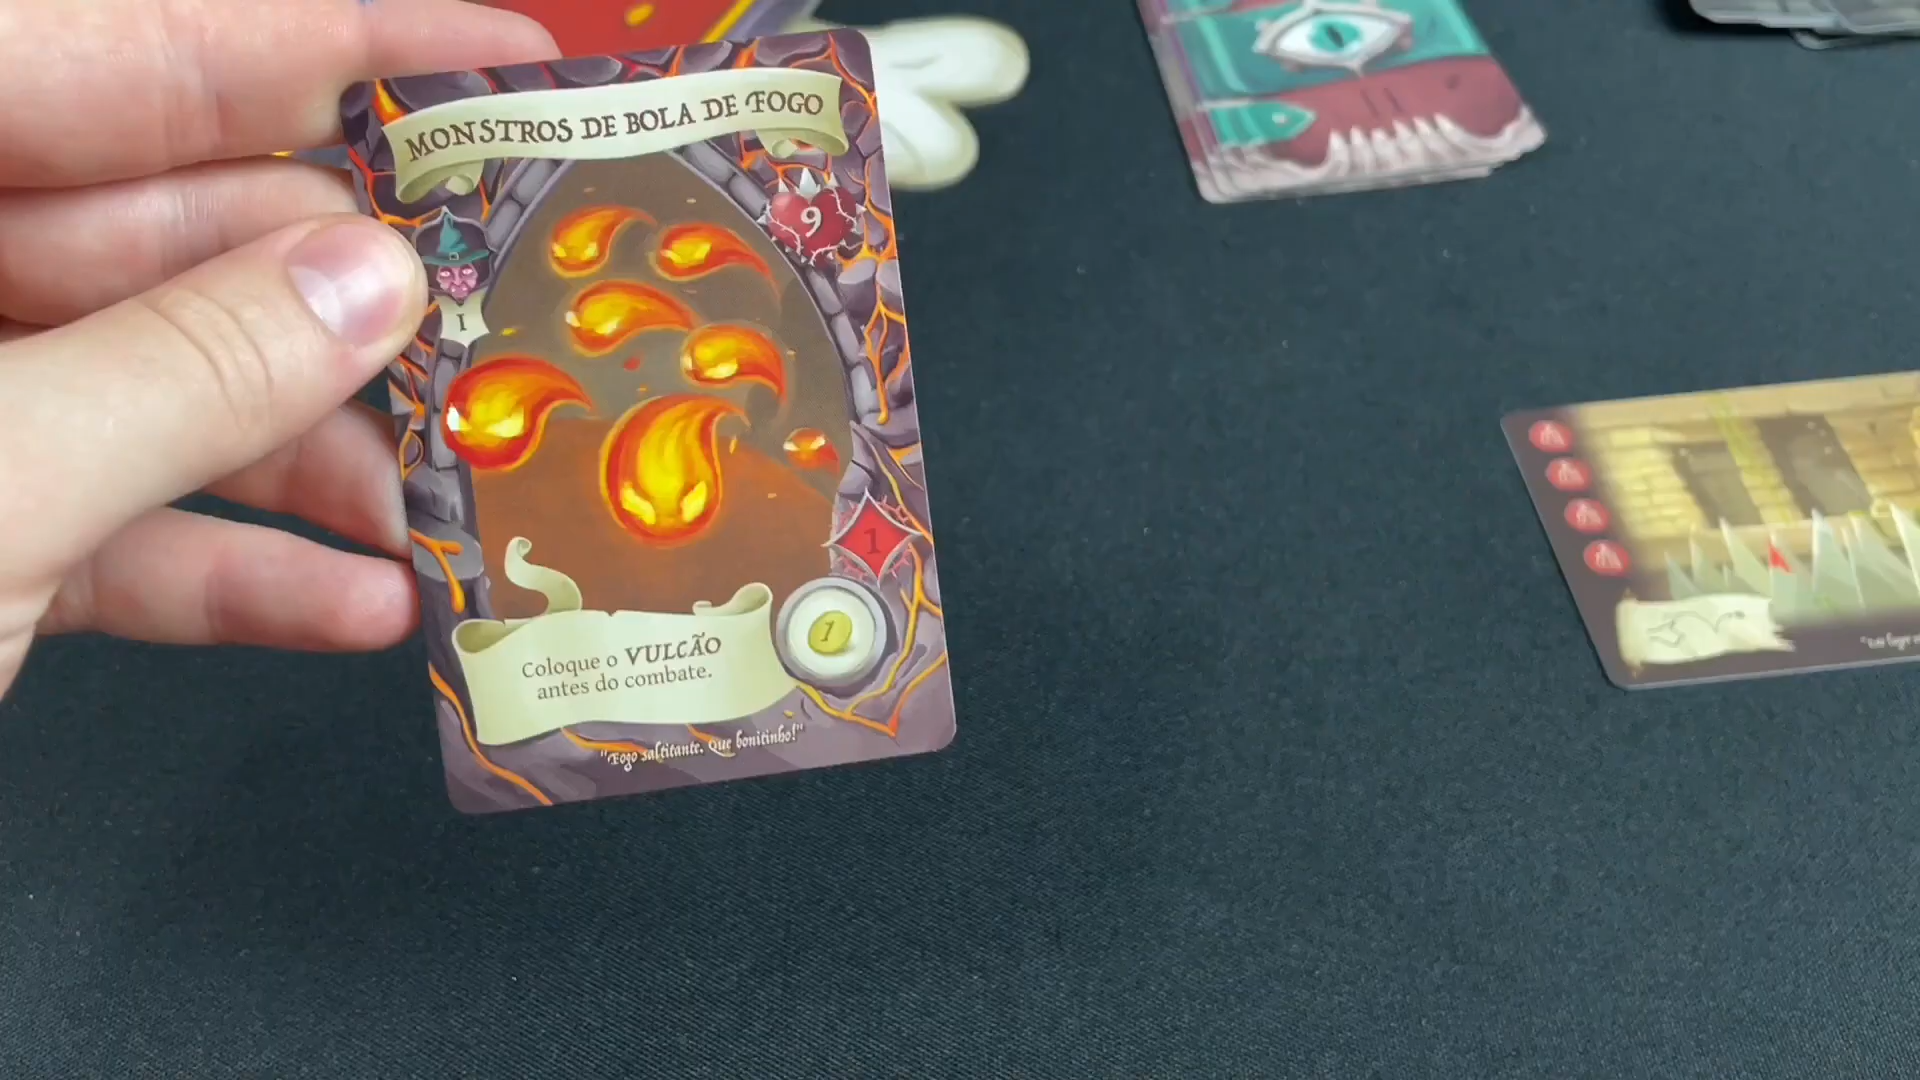 MONSTROS DE BOLA DE FOGO
9
I
1
1
Coloque o VULCÃO
antes do combate.
"Fogo saltitante. Que bonitinho!"